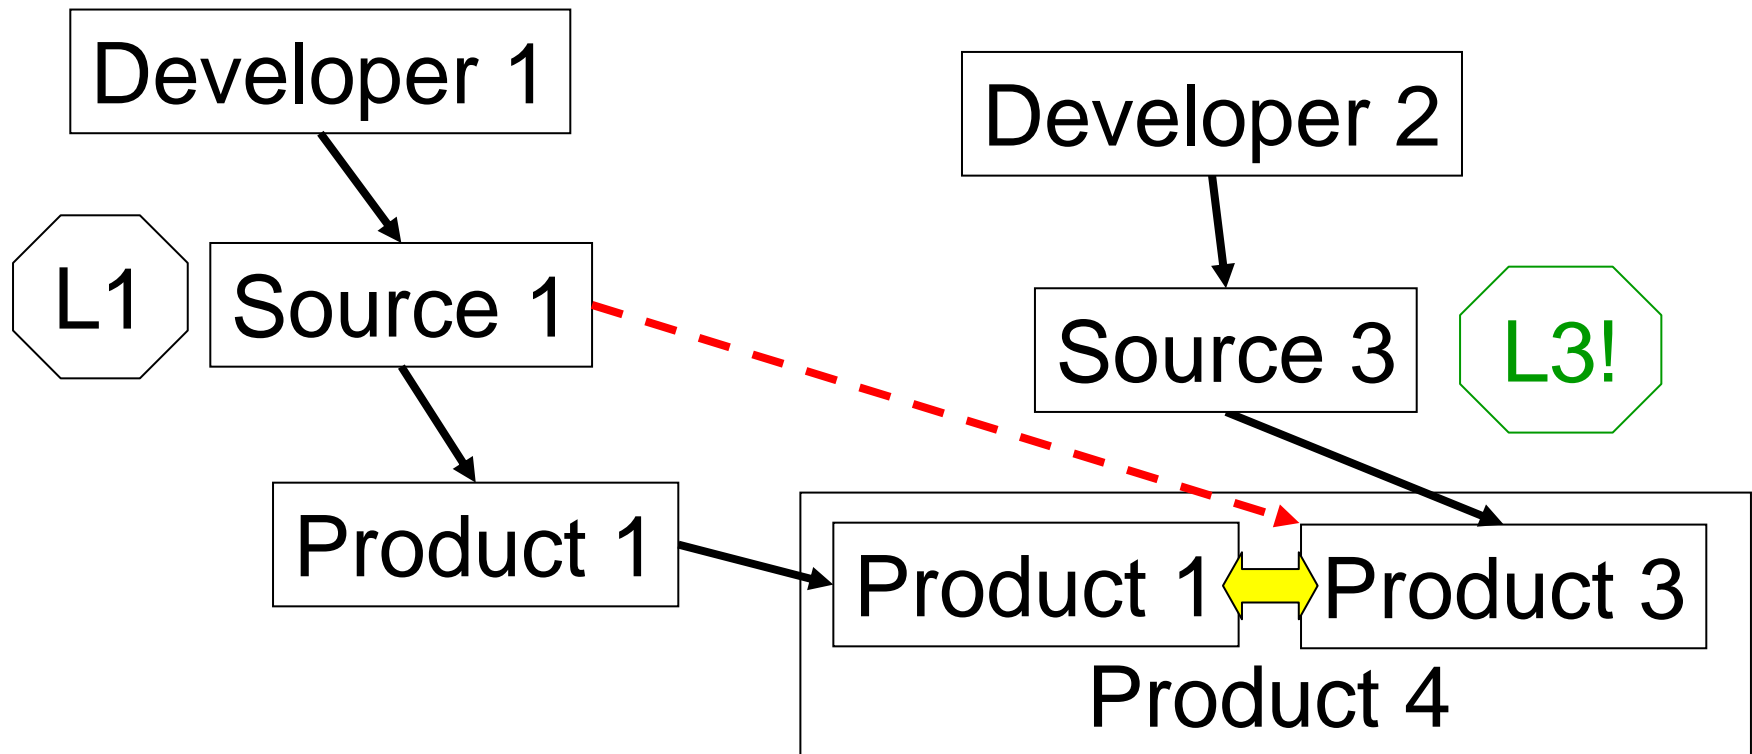 Developer 1
Developer 2
L1
Source 1
Source 3
L3!
Product 1
Product 1
Product 3
Product 4